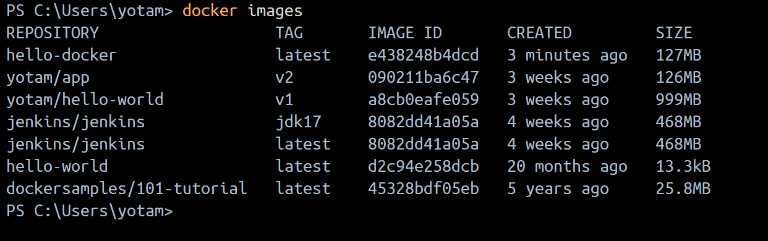 PS C:\Users\yotam> docker images
REPOSITORY                TAG       IMAGE ID       CREATED         SIZE
hello-docker              latest    e438248b4dcd   3 minutes ago   127MB
yotam/app                 v2        090211ba6c47   3 weeks ago     126MB
yotam/hello-world         v1        a8cb0eafe059   3 weeks ago     999MB
jenkins/jenkins           jdk17     8082dd41a05a   4 weeks ago     468MB
jenkins/jenkins           latest    8082dd41a05a   4 weeks ago     468MB
hello-world               latest    d2c94e258dcb   20 months ago   13.3kB
dockersamples/101-tutorial   latest    45328bdf05eb   5 years ago     25.8MB
PS C:\Users\yotam>